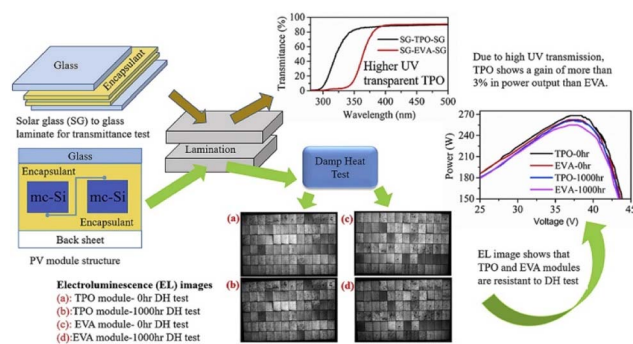 Glass
Encapsulant
Solar glass (SG) to glass
laminate for transmittance test
Glass
Encapsulant
mc-Si
mc-Si
Encapsulant
Back sheet
PV module structure
Lamination
Transmitance (%)
100
80
60
40
20
0
SG-TPO-SG
SG-EVA-SG
Higher UV
transparent TPO
300
350
400
450
500
Wavelength (nm)
Due to high UV transmission,
TPO shows a gain of more than
3% in power output than EVA.
Damp Heat
Test
Power (W)
270
240
210
180
150
TPO-0hr
EVA-0hr
TPO-1000hr
EVA-1000hr
25
30
35
40
45
Voltage (V)
(a)
(c)
(b)
(d)
EL image shows that
TPO and EVA modules
are resistant to DH test
Electroluminescence (EL) images
(a): TPO module- 0hr DH test
(b):TPO module-1000hr DH test
(c): EVA module- 0hr DH test
(d):EVA module-1000hr DH test